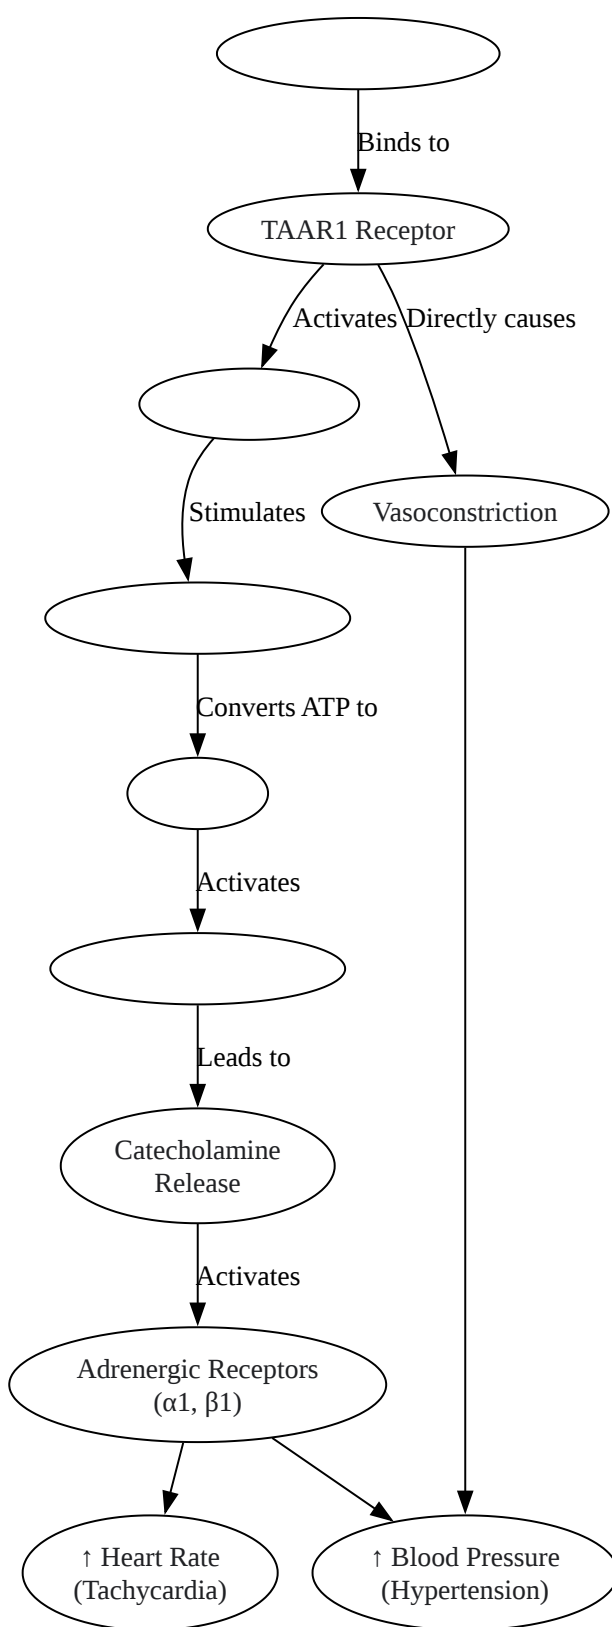 Binds to
TAAR1 Receptor
Activates
Directly causes
Stimulates
Vasoconstriction
Converts ATP to
Activates
Leads to
Catecholamine
Release
Activates
Adrenergic Receptors
(α1, β1)
↑ Heart Rate
(Tachycardia)
↑ Blood Pressure
(Hypertension)